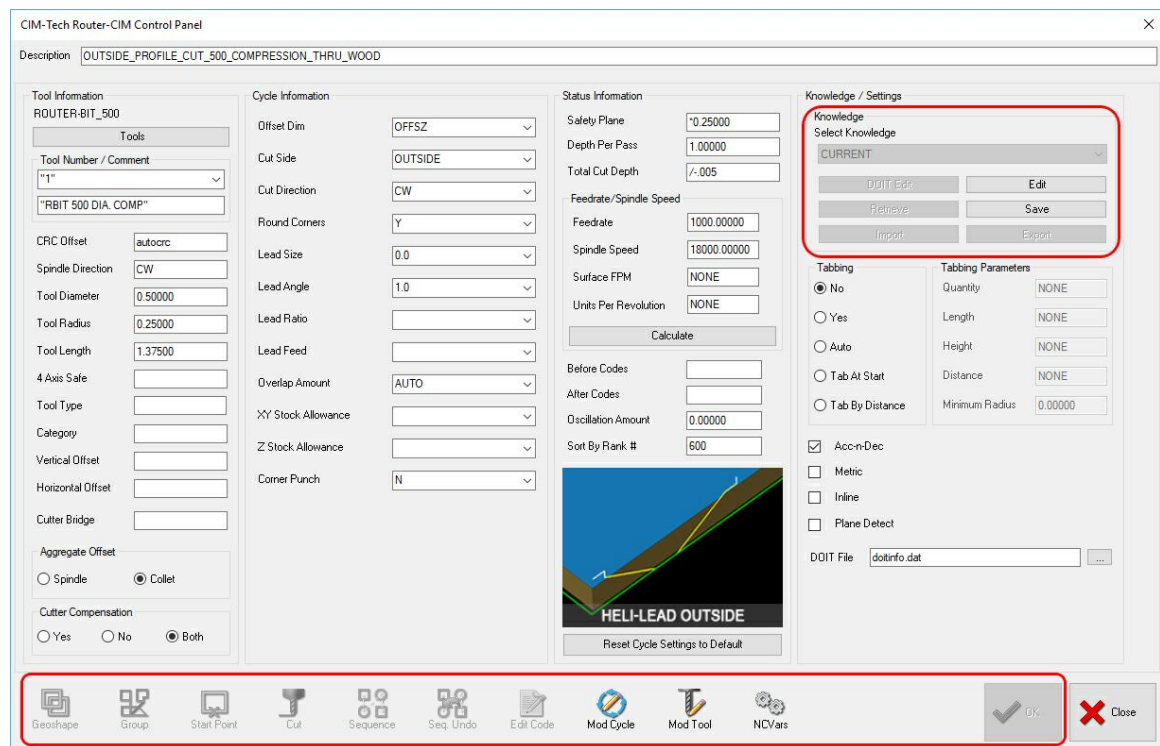 CIM-Tech Router-CIM Control Panel
Description OUTSIDE_PROFILE_CUT_500_COMPRESSION_THRU_WOOD
Tool Information
ROUTER-BIT_500
Tools
Tool Number / Comment
"1"
"RBIT 500 DIA. COMP"
CRC Offset autocrc
Spindle Direction CW
Tool Diameter 0.50000
Tool Radius 0.25000
Tool Length 1.37500
4 Axis Safe
Tool Type
Category
Vertical Offset
Horizontal Offset
Cutter Bridge
Aggregate Offset
Spindle Collet
Cutter Compensation
Yes No Both
Cycle Information
Offset Dim OFFSZ
Cut Side OUTSIDE
Cut Direction CW
Round Corners Y
Lead Size 0.0
Lead Angle 1.0
Lead Ratio
Lead Feed
Overlap Amount AUTO
XY Stock Allowance
Z Stock Allowance
Corner Punch N
Status Information
Safety Plane ^0.25000
Depth Per Pass 1.00000
Total Cut Depth /-.005
Feedrate/Spindle Speed
Feedrate 1000.00000
Spindle Speed 18000.00000
Surface FPM NONE
Units Per Revolution NONE
Calculate
Before Codes
After Codes
Oscillation Amount 0.00000
Sort By Rank # 600
HELI-LEAD OUTSIDE
Reset Cycle Settings to Default
Knowledge / Settings
Knowledge
Select Knowledge
CURRENT
DOIT Edit Edit
Retrieve Save
Import Export
Tabbing
No
Yes
Auto
Tab At Start
Tab By Distance
Tabbing Parameters
Quantity NONE
Length NONE
Height NONE
Distance NONE
Minimum Radius 0.00000
Acc-n-Dec
Metric
Inline
Plane Detect
DOIT File doitinfo.dat ...
Geoshape Group Start Point Cut Sequence Seq. Undo Edit Code Mod Cycle Mod Tool NCVars OK Close